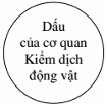 Dấu
của cơ quan
Kiểm dịch
động vật